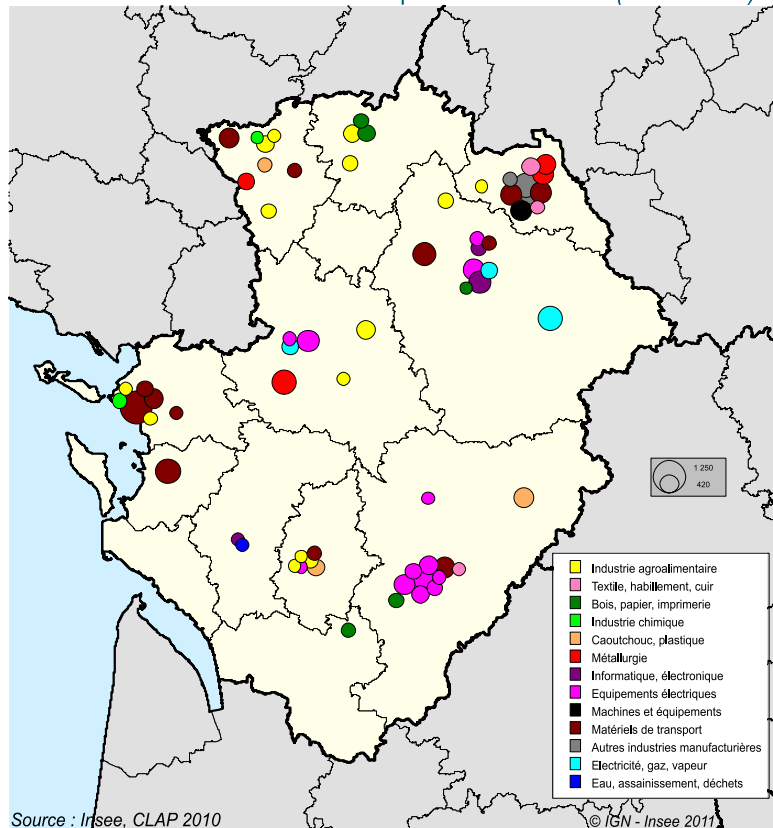 1 250
420
Industrie agroalimentaire
Textile, habillement, cuir
Bois, papier, imprimerie
Industrie chimique
Caoutchouc, plastique
Métallurgie
Informatique, électronique
Equipements électriques
Machines et équipements
Matériels de transport
Autres industries manufacturières
Electricité, gaz, vapeur
Eau, assainissement, déchets
Source : Insee, CLAP 2010
© IGN - Insee 2011